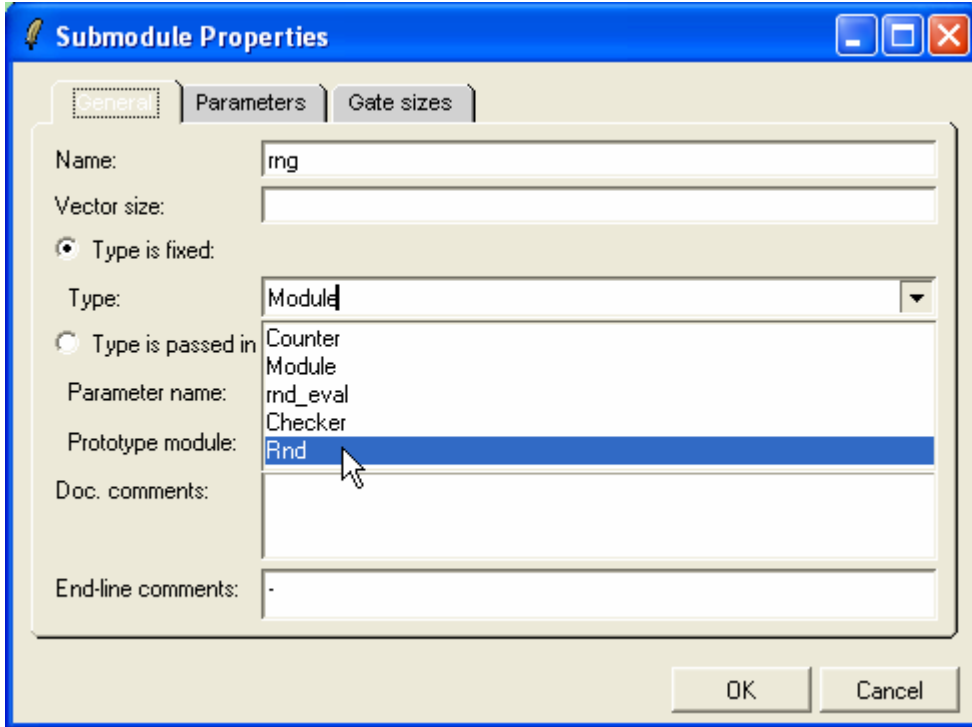 Submodule Properties
General Parameters Gate sizes
Name: rng
Vector size:
Type is fixed:
Type: Module
Type is passed in
Counter
Module
rnd_eval
Checker
Rnd
Parameter name:
Prototype module:
Doc. comments:
End-line comments: -
OK Cancel